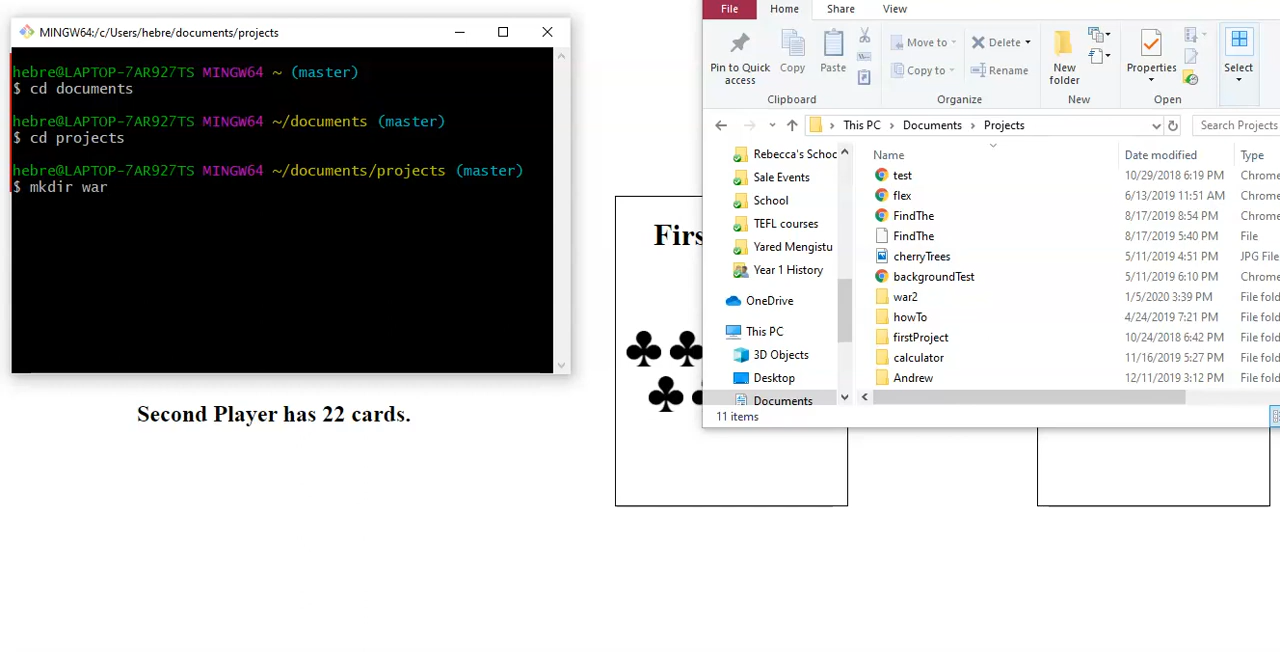 MINGW64:/c/Users/hebre/documents/projects
hebre@LAPTOP-7AR927TS MINGW64 ~ (master)
$ cd documents
hebre@LAPTOP-7AR927TS MINGW64 ~/documents (master)
$ cd projects
hebre@LAPTOP-7AR927TS MINGW64 ~/documents/projects (master)
$ mkdir war
Second Player has 22 cards.
Firs
File Home Share View
Pin to Quick access
Copy
Paste
Clipboard
Move to
Copy to
Delete
Rename
Organize
New folder
New
Properties
Open
Select
This PC > Documents > Projects
Search Projects
Rebecca's Schoo
Sale Events
School
TEFL courses
Yared Mengistu
Year 1 History
OneDrive
This PC
3D Objects
Desktop
Documents
Name Date modified Type
test 10/29/2018 6:19 PM Chrome
flex 6/13/2019 11:51 AM Chrome
FindThe 8/17/2019 8:54 PM Chrome
FindThe 8/17/2019 5:40 PM File
cherryTrees 5/11/2019 4:51 PM JPG File
backgroundTest 5/11/2019 6:10 PM Chrome
war2 1/5/2020 3:39 PM File fold
howTo 4/24/2019 7:21 PM File fold
firstProject 10/24/2018 6:42 PM File fold
calculator 11/16/2019 5:27 PM File fold
Andrew 12/11/2019 3:12 PM File fold
11 items